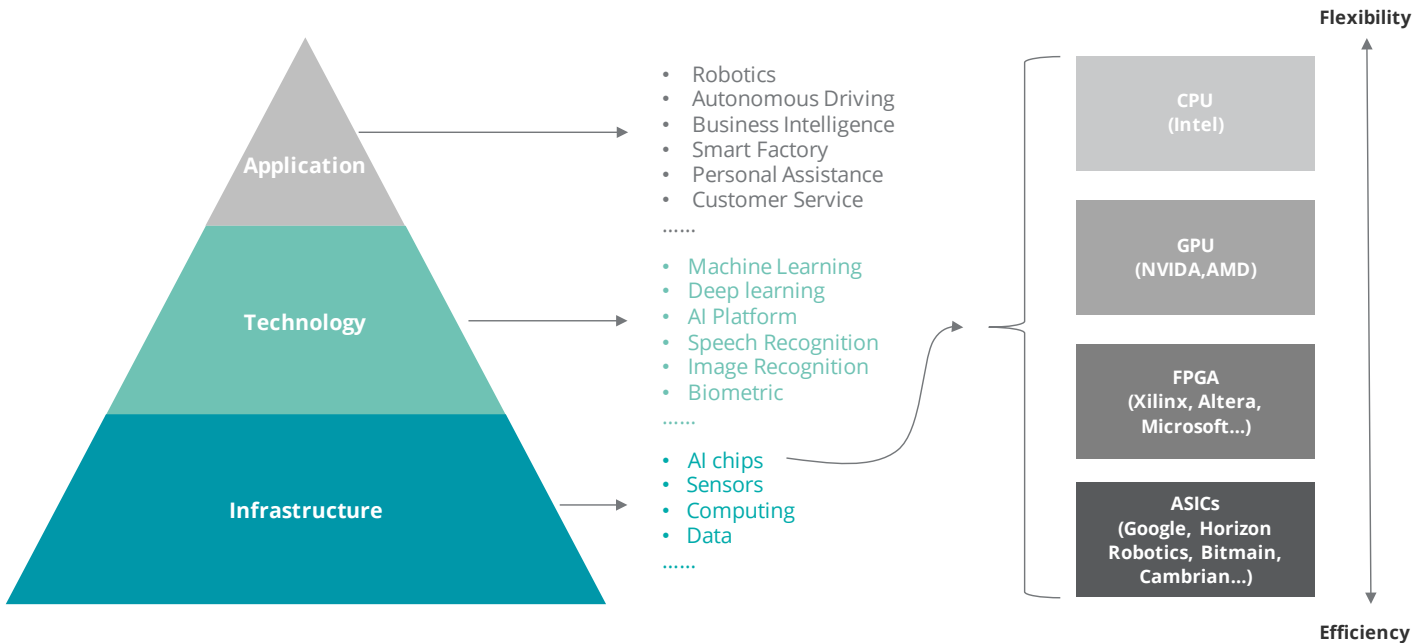 Flexibility
Application
• Robotics
• Autonomous Driving
• Business Intelligence
• Smart Factory
• Personal Assistance
• Customer Service
......
Technology
• Machine Learning
• Deep learning
• AI Platform
• Speech Recognition
• Image Recognition
• Biometric
......
Infrastructure
• AI chips
• Sensors
• Computing
• Data
......
CPU
(Intel)
GPU
(NVIDA,AMD)
FPGA
(Xilinx, Altera,
Microsoft...)
ASICs
(Google, Horizon
Robotics, Bitmain,
Cambrian...)
Efficiency